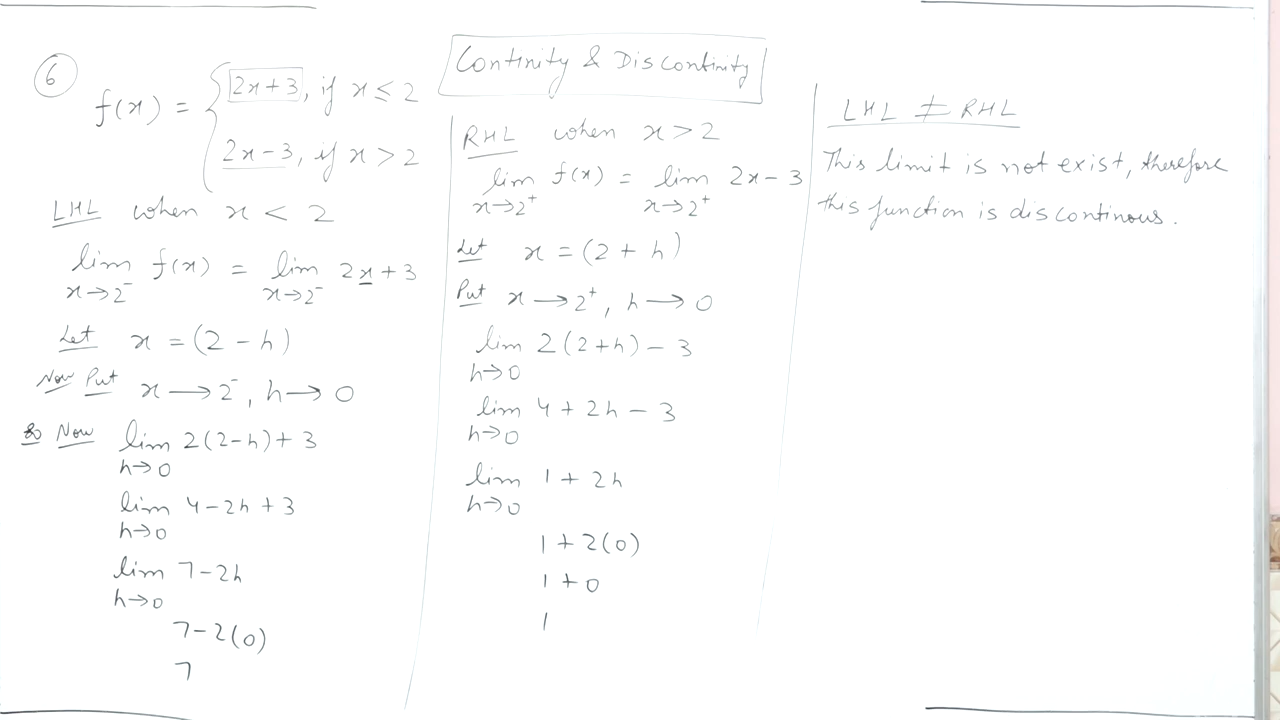 Continity & Discontinity
6
f(x) = { 2x+3, if x ≤ 2
2x-3, if x > 2
LHL when x < 2
lim f(x) = lim 2x+3
x→2⁻ x→2⁻
Let x = (2-h)
Now Put x → 2⁻, h → 0
So Now lim 2(2-h)+3
h→0
lim 4-2h+3
h→0
lim 7-2h
h→0
7-2(0)
7
RHL when x > 2
lim f(x) = lim 2x-3
x→2⁺ x→2⁺
Let x = (2+h)
Put x → 2⁺, h → 0
lim 2(2+h)-3
h→0
lim 4+2h-3
h→0
lim 1+2h
h→0
1+2(0)
1+0
1
LHL ≠ RHL
This limit is not exist, therefore
this function is discontinous.